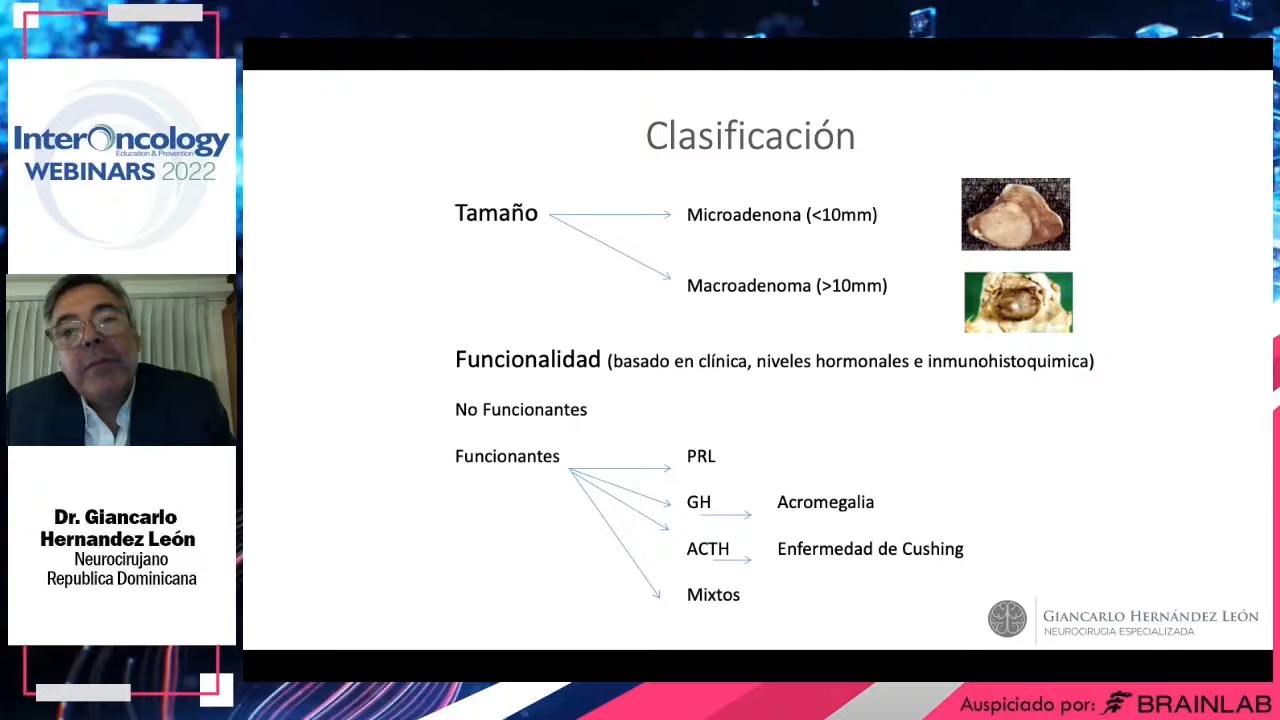 InterOncology
Education & Prevention
WEBINARS 2022
Dr. Giancarlo
Hernandez León
Neurocirujano
Republica Dominicana
Clasificación
Tamaño
Microadenona (<10mm)
Macroadenoma (>10mm)
Funcionalidad (basado en clínica, niveles hormonales e inmunohistoquimica)
No Funcionantes
Funcionantes
PRL
GH
Acromegalia
ACTH
Enfermedad de Cushing
Mixtos
GIANCARLO HERNÁNDEZ LEÓN
NEUROCIRUGIA ESPECIALIZADA
Auspiciado por: BRAINLAB